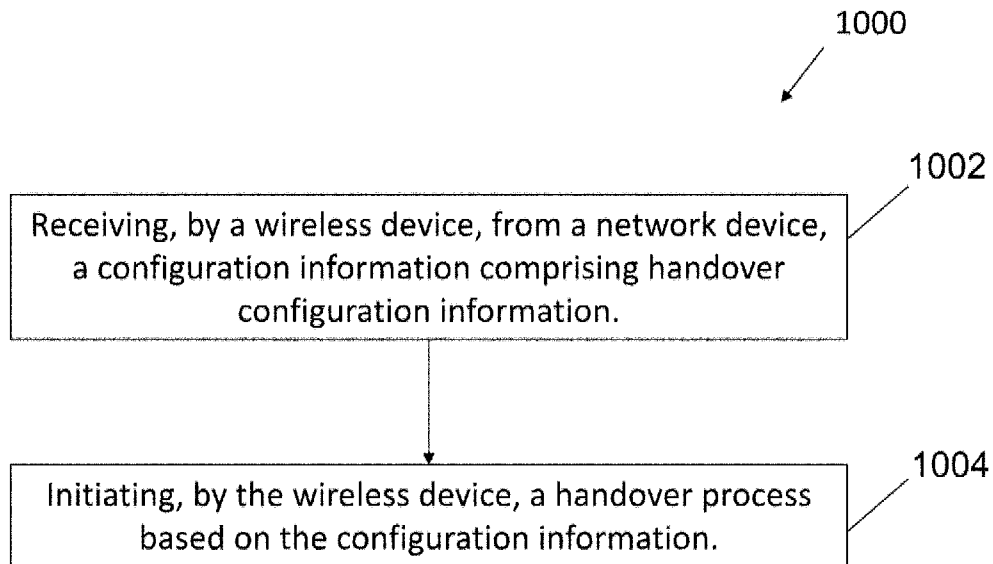 1000
1002
Receiving, by a wireless device, from a network device,
a configuration information comprising handover
configuration information.
1004
Initiating, by the wireless device, a handover process
based on the configuration information.